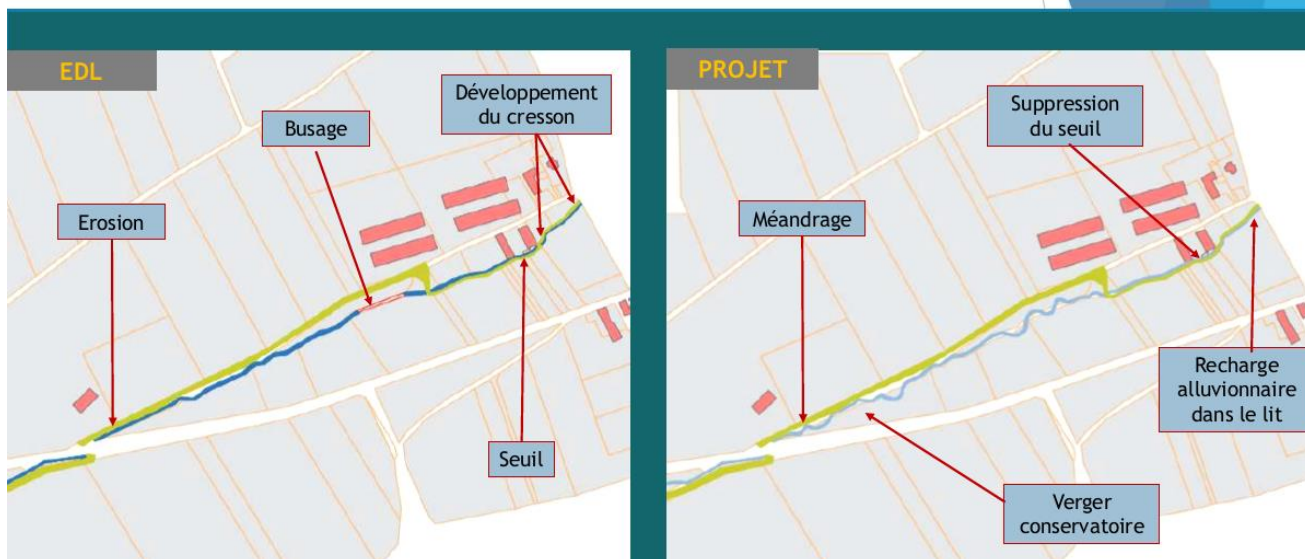 EDL
Développement
du cresson
Busage
Erosion
Seuil
PROJET
Suppression
du seuil
Méandrage
Recharge
alluvionnaire
dans le lit
Verger
conservatoire